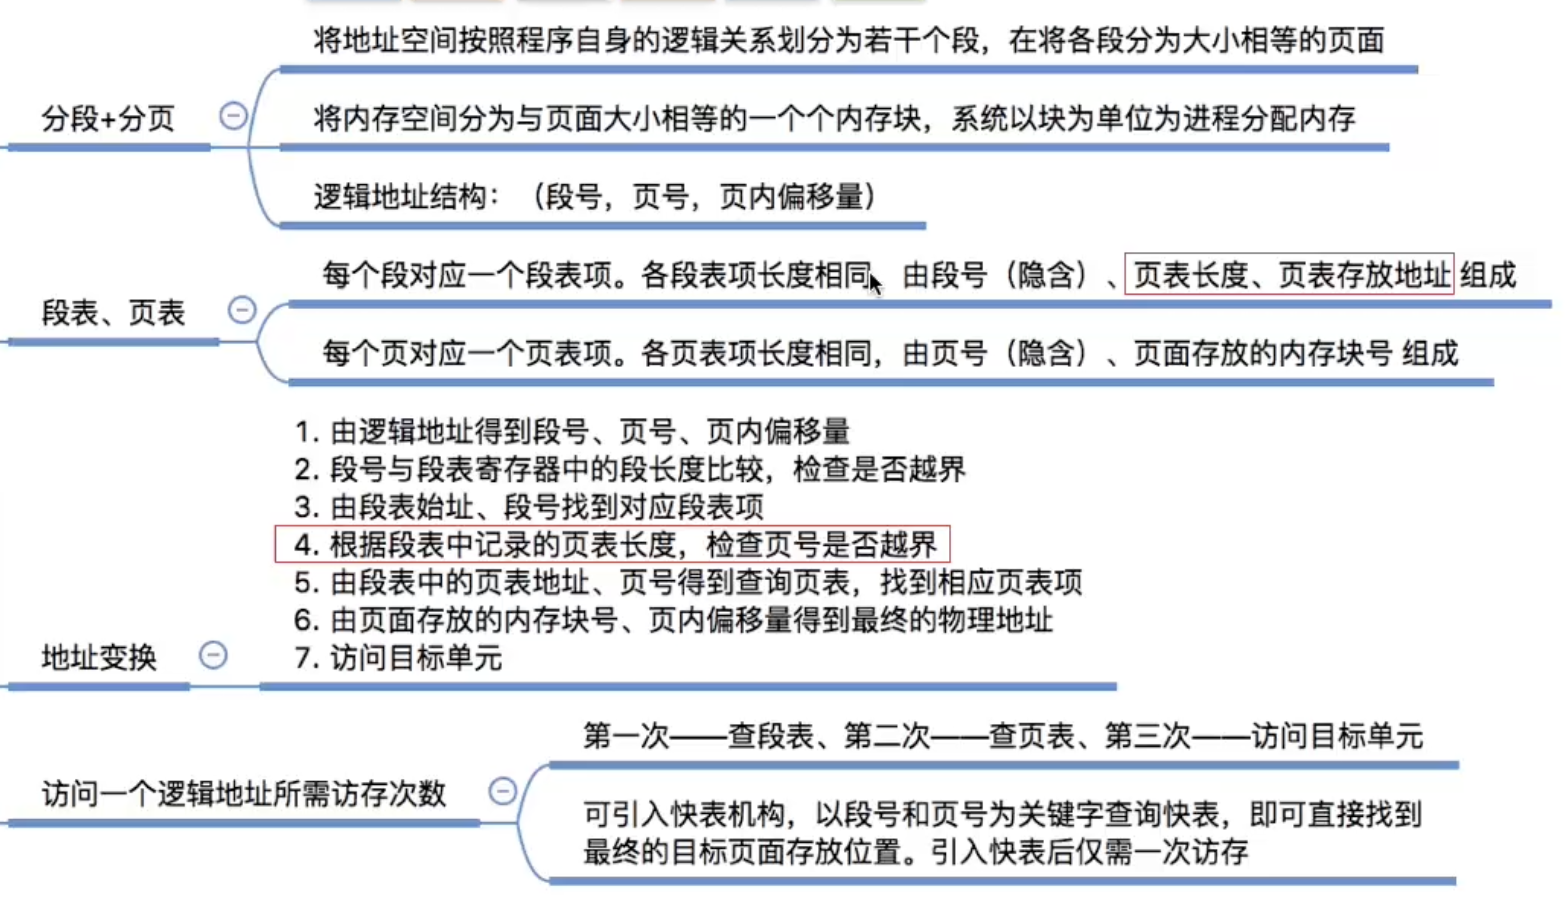 将地址空间按照程序自身的逻辑关系划分为若干个段，在将各段分为大小相等的页面
分段+分页
将内存空间分为与页面大小相等的一个个内存块，系统以块为单位为进程分配内存
逻辑地址结构：（段号，页号，页内偏移量）
每个段对应一个段表项。各段表项长度相同，由段号（隐含）、页表长度、页表存放地址 组成
段表、页表
每个页对应一个页表项。各页表项长度相同，由页号（隐含）、页面存放的内存块号 组成
1. 由逻辑地址得到段号、页号、页内偏移量
2. 段号与段表寄存器中的段长度比较，检查是否越界
3. 由段表始址、段号找到对应段表项
4. 根据段表中记录的页表长度，检查页号是否越界
5. 由段表中的页表地址、页号得到查询页表，找到相应页表项
6. 由页面存放的内存块号、页内偏移量得到最终的物理地址
7. 访问目标单元
地址变换
第一次——查段表、第二次——查页表、第三次——访问目标单元
访问一个逻辑地址所需访存次数
可引入快表机构，以段号和页号为关键字查询快表，即可直接找到
最终的目标页面存放位置。引入快表后仅需一次访存